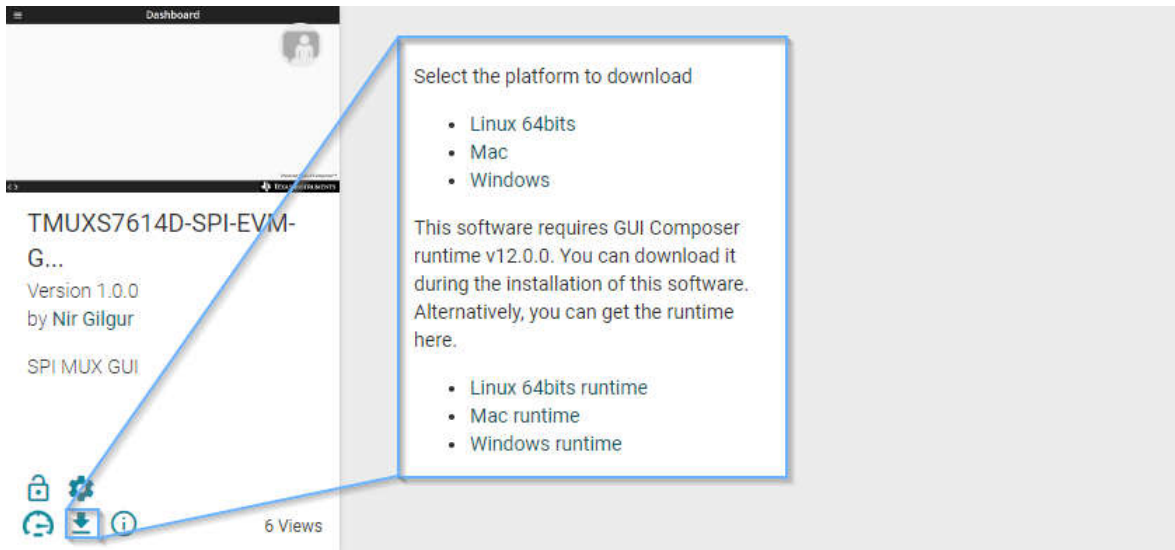 Dashboard
TEXAS INSTRUMENTS
TMUXS7614D-SPI-EVM-
G...
Version 1.0.0
by Nir Gilgur
SPI MUX GUI
6 Views
Select the platform to download
• Linux 64bits
• Mac
• Windows
This software requires GUI Composer
runtime v12.0.0. You can download it
during the installation of this software.
Alternatively, you can get the runtime
here.
• Linux 64bits runtime
• Mac runtime
• Windows runtime